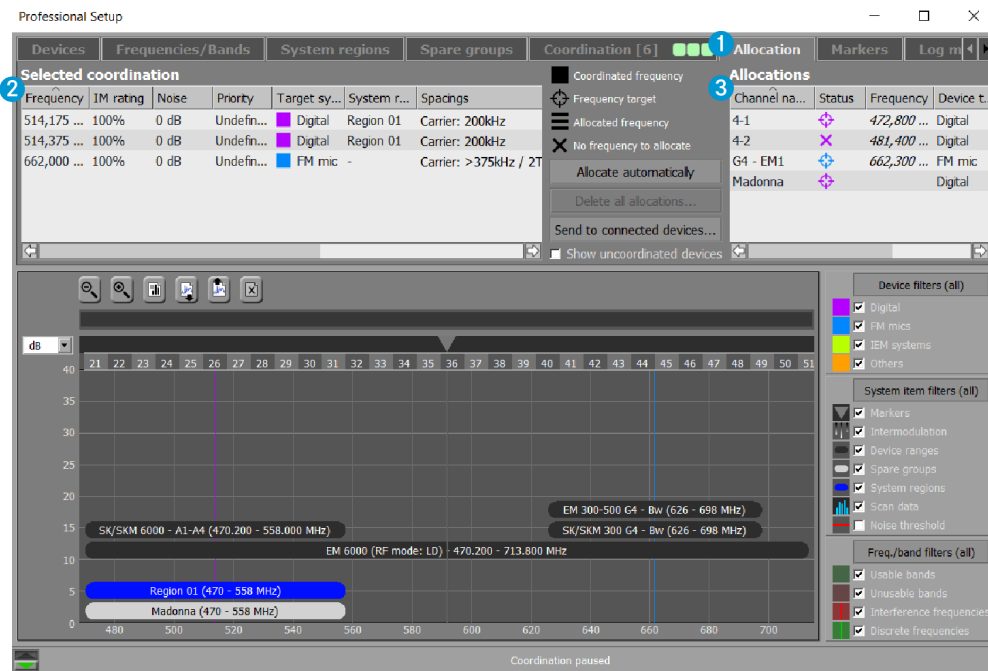 Professional Setup
Devices Frequencies/Bands System regions Spare groups Coordination [6] 1 Allocation Markers Log m
Selected coordination
2
Frequency IM rating Noise Priority Target sy... System r... Spacings
514,175 ... 100% 0 dB Undefin... Digital Region 01 Carrier: 200kHz
514,375 ... 100% 0 dB Undefin... Digital Region 01 Carrier: 200kHz
662,000 ... 100% 0 dB Undefin... FM mic - Carrier: >375kHz / 2T
Coordinated frequency
Frequency target
Allocated frequency
No frequency to allocate
Allocate automatically
Delete all alocations...
Send to connected devices...
Show uncoordinated devices
Allocations
3
Channel na... Status Frequency Device t...
4-1 472,800 ... Digital
4-2 481,400 ... Digital
G4 - EM1 662,300 ... FM mic
Madonna Digital
dB
21 22 23 24 25 26 27 28 29 30 31 32 33 34 35 36 37 38 39 40 41 42 43 44 45 46 47 48 49 50 51
40
35
30
25
20
15
10
5
0
EM 300-500 G4 - Bw (626 - 698 MHz)
SK/SKM 6000 - A1-A4 (470.200 - 558.000 MHz)
SK/SKM 300 G4 - Bw (626 - 698 MHz)
EM 6000 (RF mode: LD) - 470.200 - 713.800 MHz
Region 01 (470 - 558 MHz)
Madonna (470 - 558 MHz)
480 500 520 540 560 580 600 620 640 660 680 700
Device filters (all)
Digital
FM mics
IEM systems
Others
System item filters (all)
Markers
Intermodulation
Device ranges
Spare groups
System regions
Scan data
Noise threshold
Freq./band filters (all)
Usable bands
Unusable bands
Interference frequencies
Discrete frequencies
Coordination paused